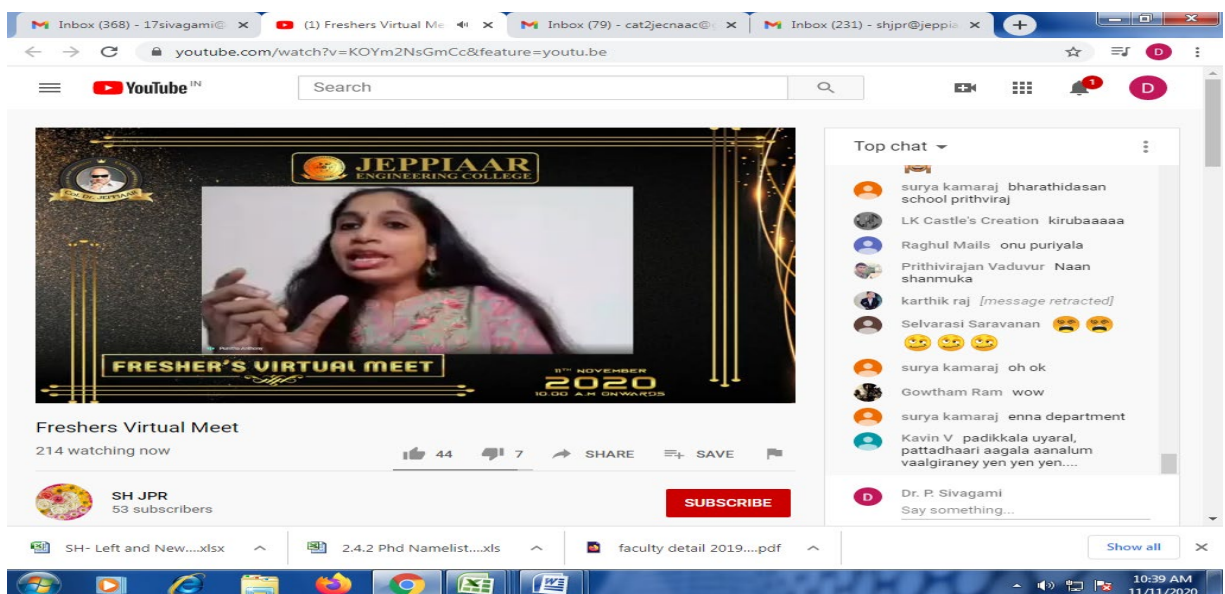 Inbox (368) - 17sivagami@
(1) Freshers Virtual Me
Inbox (79) - cat2jecnaac@
Inbox (231) - shjpr@jeppia
youtube.com/watch?v=KOYm2NsGmCc&feature=youtu.be
D
YouTube IN
Search
1
D
COL. DR. JEPPIAAR
JEPPIAAR
ENGINEERING COLLEGE
FRESHER'S VIRTUAL MEET
11TH NOVEMBER
2020
10.00 A.M ONWARDS
Freshers Virtual Meet
214 watching now
44 7 SHARE SAVE
SH JPR
53 subscribers
SUBSCRIBE
Top chat
surya kamaraj bharathidasan
school prithviraj
LK Castle's Creation kirubaaaaa
Raghul Mails onu puriyala
Prithivirajan Vaduvur Naan
shanmuka
karthik raj [message retracted]
Selvarasi Saravanan
surya kamaraj oh ok
Gowtham Ram wow
surya kamaraj enna department
Kavin V padikkala uyaral,
pattadhaari aagala aanalum
vaalgiraney yen yen yen....
D Dr. P. Sivagami
Say something...
SH- Left and New....xlsx
2.4.2 Phd Namelist....xls
faculty detail 2019....pdf
Show all
10:39 AM
11/11/2020